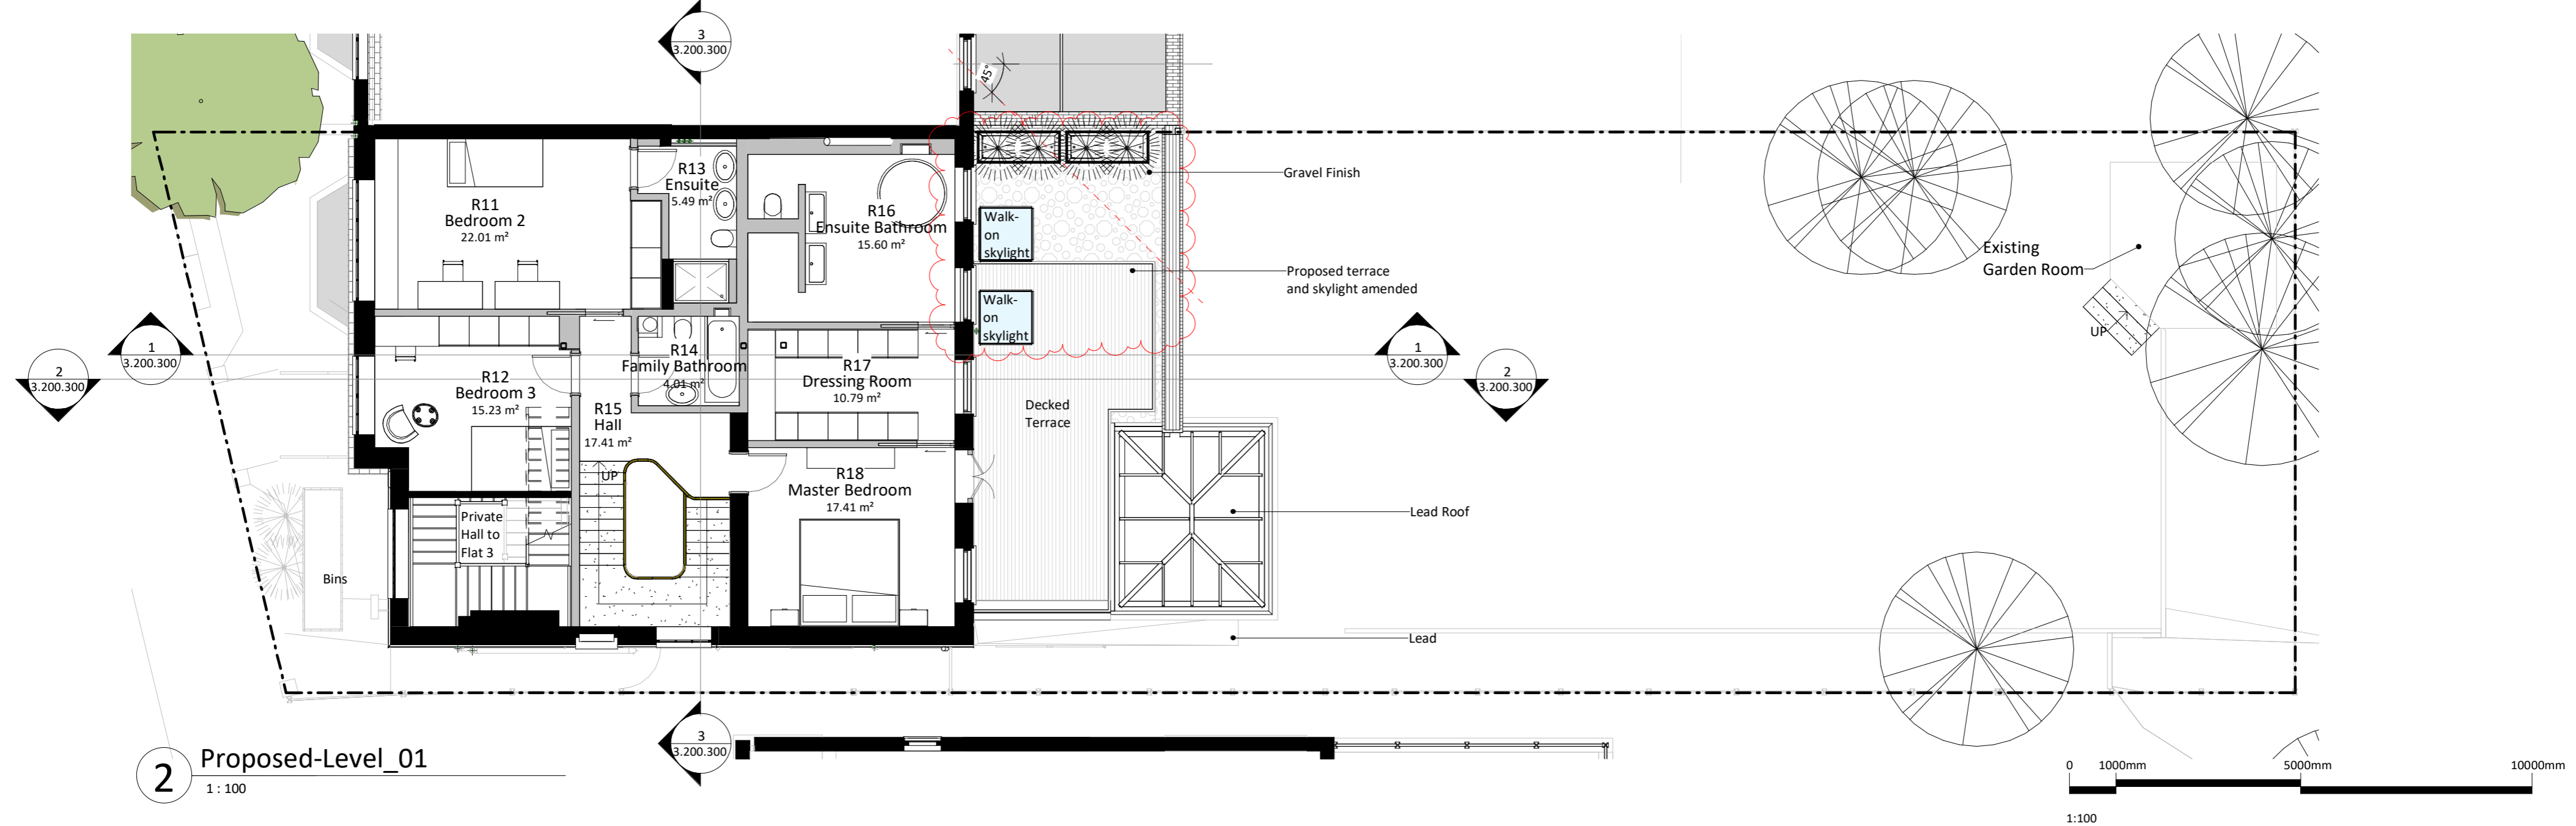 3
3.200.300
45°
R13
Ensuite
5.49 m²
Gravel Finish
R11
Bedroom 2
22.01 m²
R16
Ensuite Bathroom
15.60 m²
Walk-
on
skylight
Existing
Garden Room
Proposed terrace
and skylight amended
Walk-
on
skylight
UP
1
3.200.300
2
3.200.300
R14
Family Bathroom
4.01 m²
R17
Dressing Room
10.79 m²
1
3.200.300
2
3.200.300
R12
Bedroom 3
15.23 m²
R15
Hall
17.41 m²
Decked
Terrace
UP
R18
Master Bedroom
17.41 m²
Private
Hall to
Flat 3
Lead Roof
Bins
Lead
3
3.200.300
2
Proposed-Level_01
1 : 100
0 1000mm 5000mm 10000mm
1:100